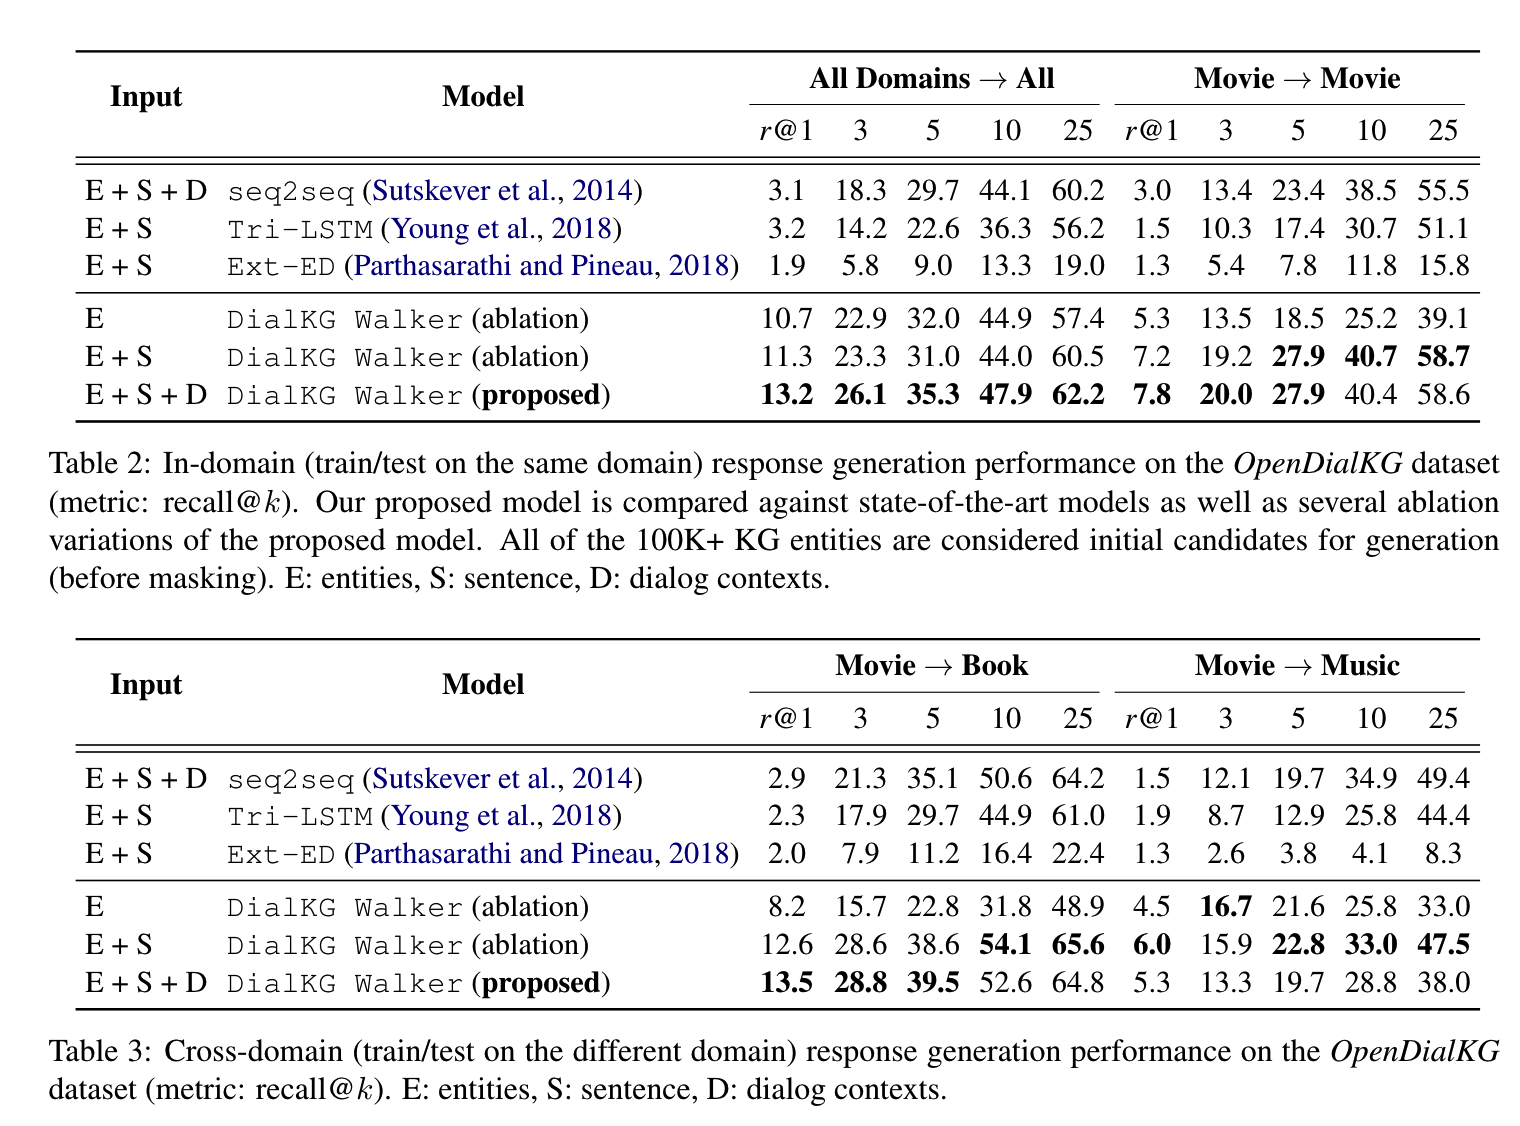 Input Model All Domains → All Movie → Movie
r@1 3 5 10 25 r@1 3 5 10 25
E + S + D seq2seq (Sutskever et al., 2014) 3.1 18.3 29.7 44.1 60.2 3.0 13.4 23.4 38.5 55.5
E + S Tri-LSTM (Young et al., 2018) 3.2 14.2 22.6 36.3 56.2 1.5 10.3 17.4 30.7 51.1
E + S Ext-ED (Parthasarathi and Pineau, 2018) 1.9 5.8 9.0 13.3 19.0 1.3 5.4 7.8 11.8 15.8
E DialKG Walker (ablation) 10.7 22.9 32.0 44.9 57.4 5.3 13.5 18.5 25.2 39.1
E + S DialKG Walker (ablation) 11.3 23.3 31.0 44.0 60.5 7.2 19.2 27.9 40.7 58.7
E + S + D DialKG Walker (proposed) 13.2 26.1 35.3 47.9 62.2 7.8 20.0 27.9 40.4 58.6
Table 2: In-domain (train/test on the same domain) response generation performance on the OpenDialKG dataset
(metric: recall@k). Our proposed model is compared against state-of-the-art models as well as several ablation
variations of the proposed model. All of the 100K+ KG entities are considered initial candidates for generation
(before masking). E: entities, S: sentence, D: dialog contexts.
Input Model Movie → Book Movie → Music
r@1 3 5 10 25 r@1 3 5 10 25
E + S + D seq2seq (Sutskever et al., 2014) 2.9 21.3 35.1 50.6 64.2 1.5 12.1 19.7 34.9 49.4
E + S Tri-LSTM (Young et al., 2018) 2.3 17.9 29.7 44.9 61.0 1.9 8.7 12.9 25.8 44.4
E + S Ext-ED (Parthasarathi and Pineau, 2018) 2.0 7.9 11.2 16.4 22.4 1.3 2.6 3.8 4.1 8.3
E DialKG Walker (ablation) 8.2 15.7 22.8 31.8 48.9 4.5 16.7 21.6 25.8 33.0
E + S DialKG Walker (ablation) 12.6 28.6 38.6 54.1 65.6 6.0 15.9 22.8 33.0 47.5
E + S + D DialKG Walker (proposed) 13.5 28.8 39.5 52.6 64.8 5.3 13.3 19.7 28.8 38.0
Table 3: Cross-domain (train/test on the different domain) response generation performance on the OpenDialKG
dataset (metric: recall@k). E: entities, S: sentence, D: dialog contexts.